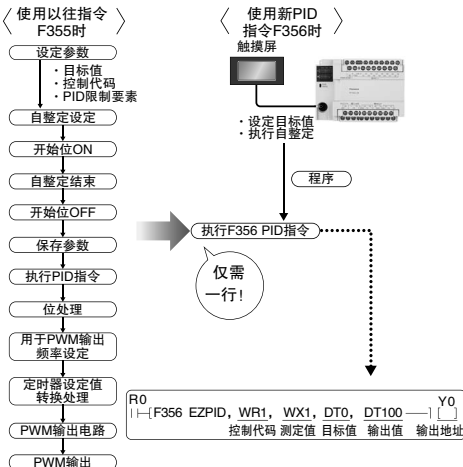 使用以往指令
F355时
设定参数
・目标值
・控制代码
・PID限制要素
自整定设定
开始位ON
自整定结束
开始位OFF
保存参数
执行PID指令
位处理
用于PWM输出
频率设定
定时器设定值
转换处理
PWM输出电路
PWM输出
使用新PID
指令F356时
触摸屏
・设定目标值
・执行自整定
程序
执行F356 PID指令
仅需
一行!
R0
F356 EZPID, WR1, WX1, DT0, DT100
Y0
控制代码 测定值 目标值 输出值 输出地址